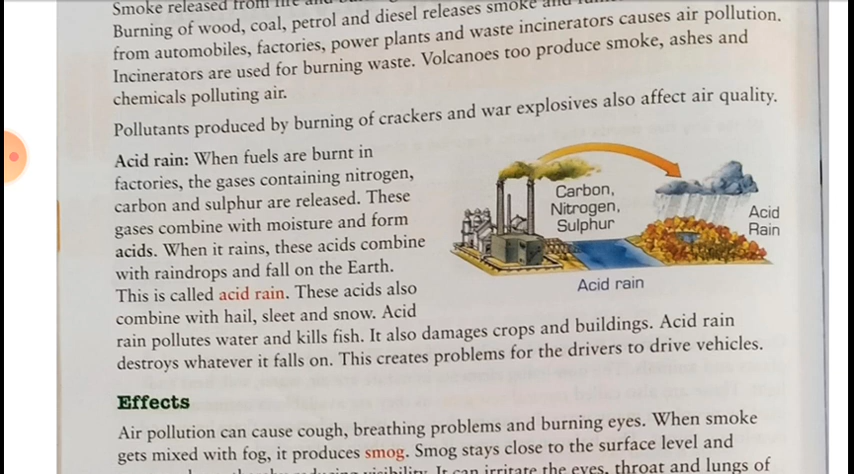 Smoke released from fire and
Burning of wood, coal, petrol and diesel releases smoke and
from automobiles, factories, power plants and waste incinerators causes air pollution.
Incinerators are used for burning waste. Volcanoes too produce smoke, ashes and
chemicals polluting air.
Pollutants produced by burning of crackers and war explosives also affect air quality.
Acid rain: When fuels are burnt in
factories, the gases containing nitrogen,
carbon and sulphur are released. These
gases combine with moisture and form
acids. When it rains, these acids combine
with raindrops and fall on the Earth.
This is called acid rain. These acids also
combine with hail, sleet and snow. Acid
rain pollutes water and kills fish. It also damages crops and buildings. Acid rain
destroys whatever it falls on. This creates problems for the drivers to drive vehicles.
Carbon,
Nitrogen,
Sulphur
Acid
Rain
Acid rain
Effects
Air pollution can cause cough, breathing problems and burning eyes. When smoke
gets mixed with fog, it produces smog. Smog stays close to the surface level and
visibility. It can irritate the eyes, throat and lungs of